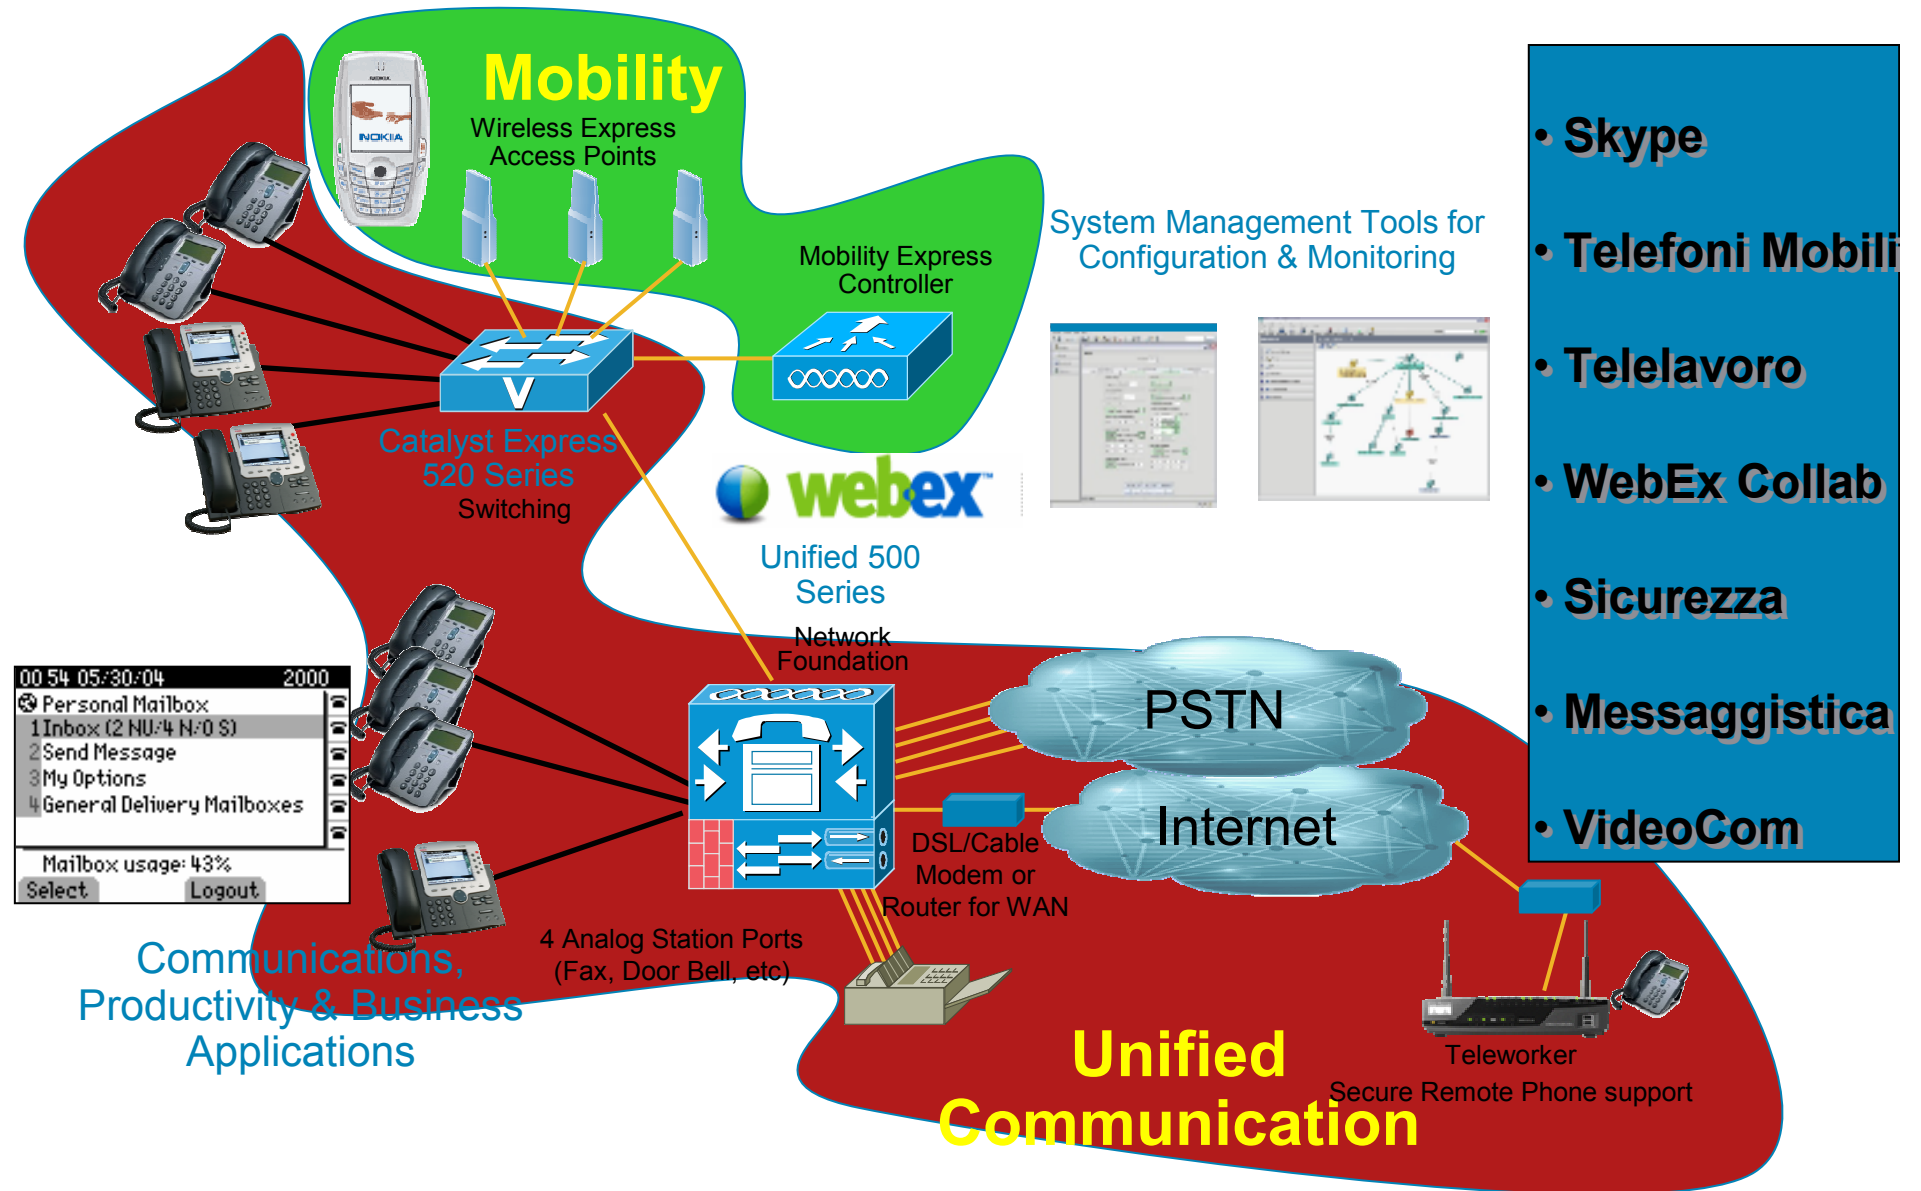 Mobility
Wireless Express
Access Points
NOKIA
NOKIA
Mobility Express
Controller
System Management Tools for
Configuration & Monitoring
V
Catalyst Express
520 Series
Switching
webex™
Unified 500
Series
Network
Foundation
00 54 05/30/04 2000
Personal Mailbox
1 Inbox (2 NU/4 N/0 S)
2 Send Message
3 My Options
4 General Delivery Mailboxes
Mailbox usage: 43%
Select Logout
PSTN
Internet
DSL/Cable
Modem or
Router for WAN
4 Analog Station Ports
(Fax, Door Bell, etc)
Communications,
Productivity & Business
Applications
Unified
Communication
Teleworker
Secure Remote Phone support
• Skype
• Telefoni Mobili
• Telelavoro
• WebEx Collab
• Sicurezza
• Messaggistica
• VideoCom